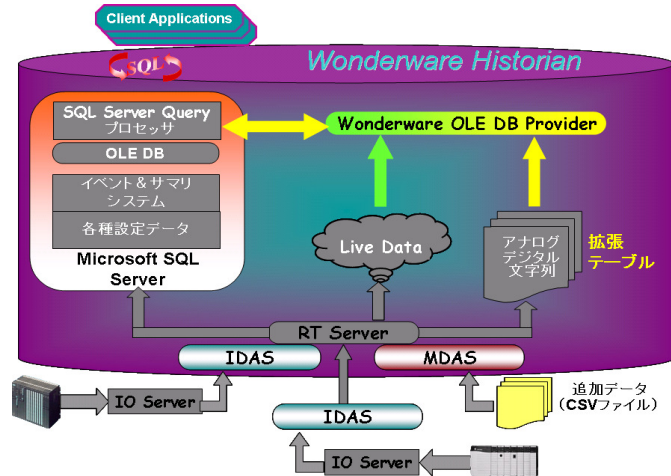 Client Applications
SQL
Wonderware Historian
SQL Server Query
プロセッサ
OLE DB
イベント＆サマリ
システム
各種設定データ
Microsoft SQL
Server
Wonderware OLE DB Provider
Live Data
アナログ
デジタル
文字列
拡張
テーブル
RT Server
IDAS
MDAS
IO Server
IDAS
追加データ
（CSVファイル）
IO Server